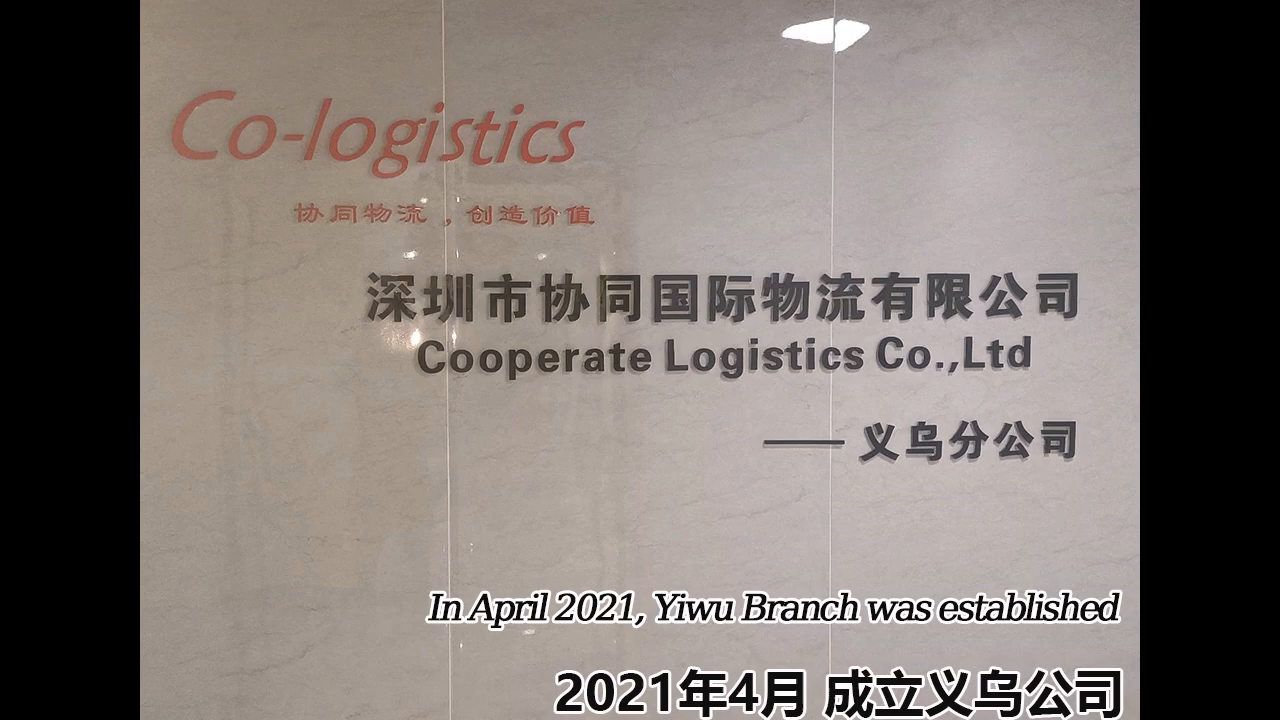 Co-logistics
协同物流，创造价值
深圳市协同国际物流有限公司
Cooperate Logistics Co.,Ltd
—— 义乌分公司
In April 2021, Yiwu Branch was established
2021年4月 成立义乌公司